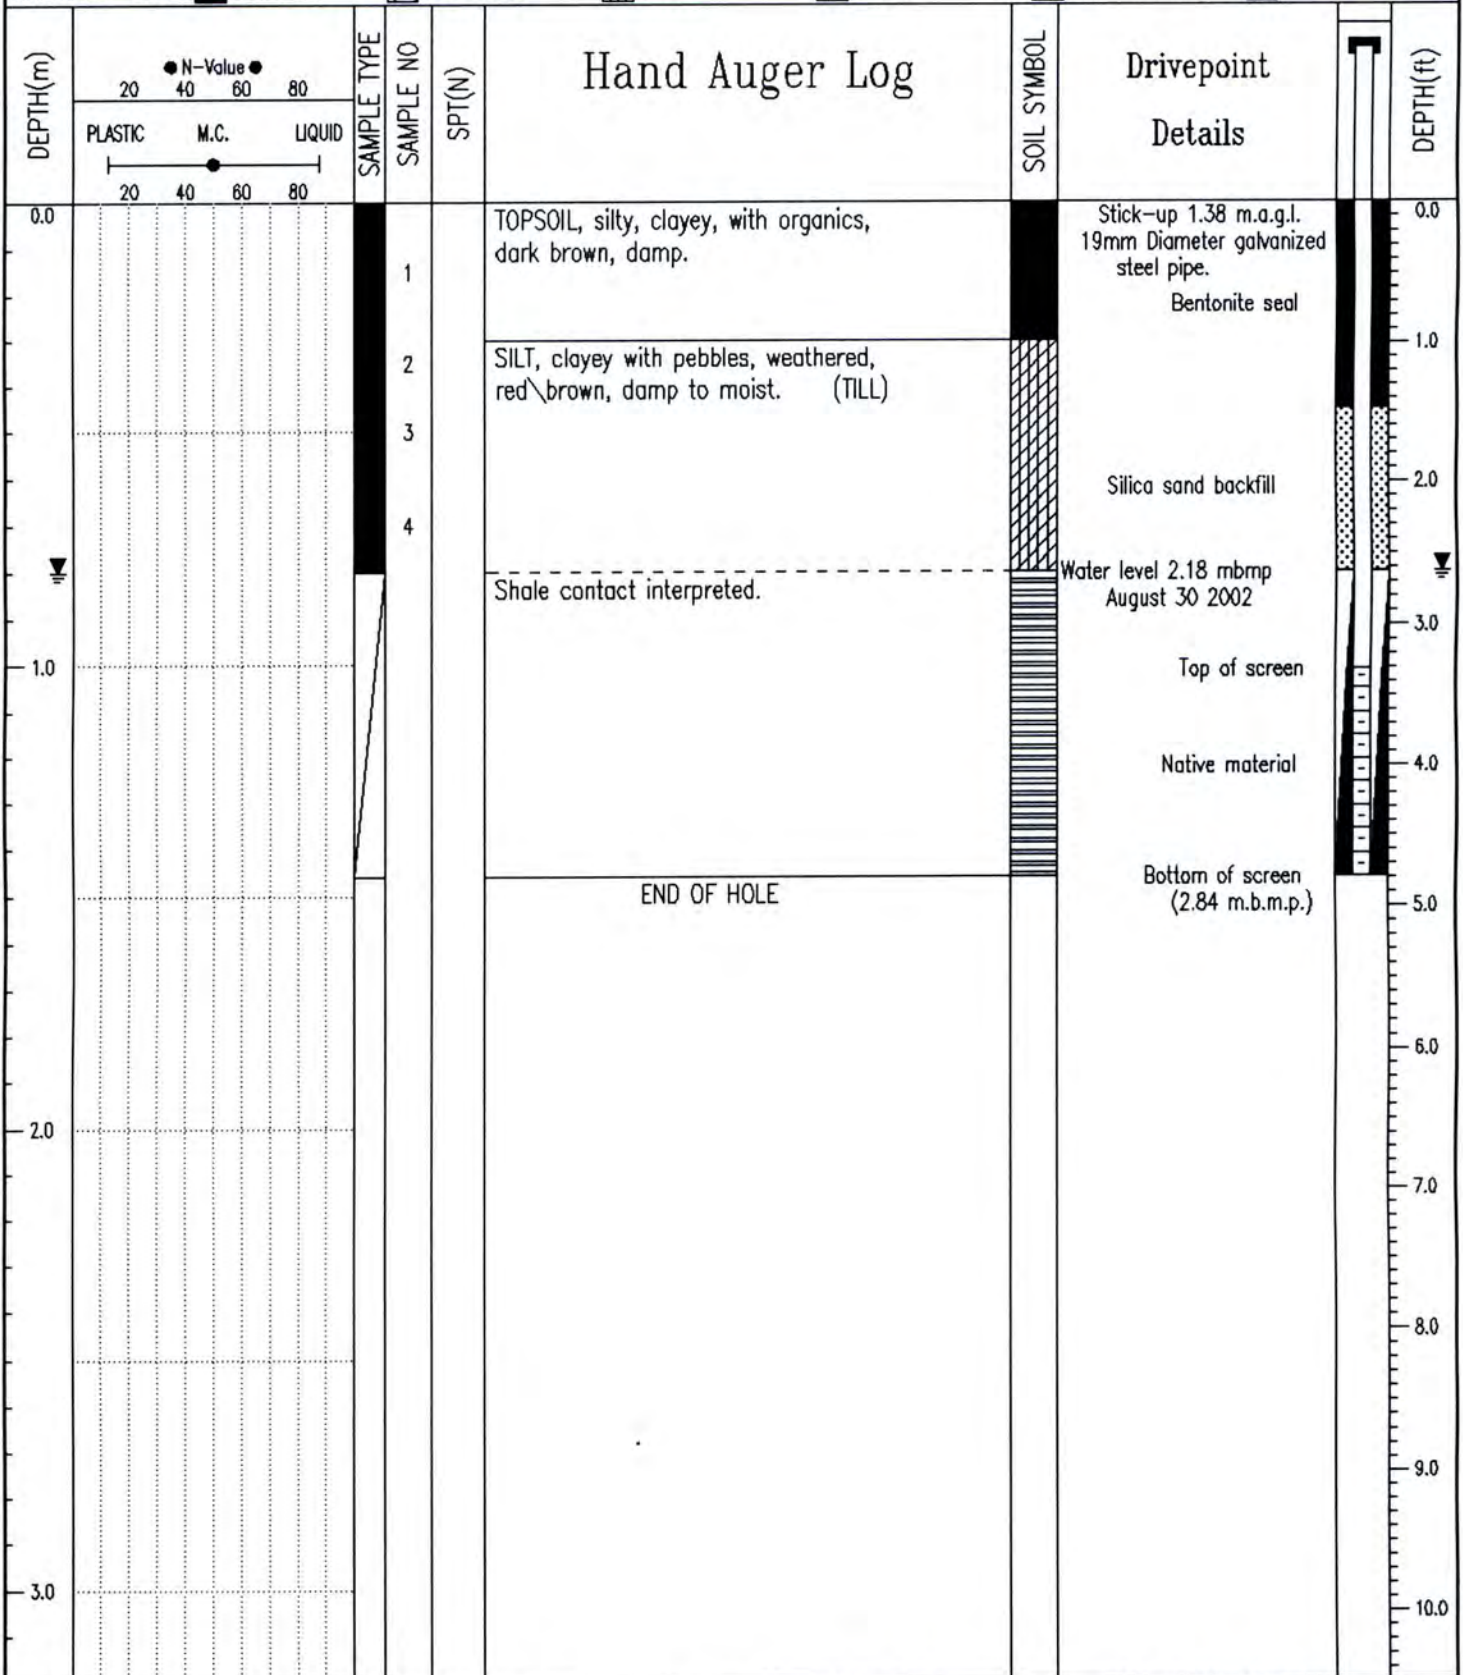 DEPTH(m)
● N-Value ●
20 40 60 80
PLASTIC M.C. LIQUID
20 40 60 80
SAMPLE TYPE
SAMPLE NO
SPT(N)
Hand Auger Log
SOIL SYMBOL
Drivepoint
Details
DEPTH(ft)
0.0
1.0
2.0
3.0
1
2
3
4
TOPSOIL, silty, clayey, with organics,
dark brown, damp.
SILT, clayey with pebbles, weathered,
red\brown, damp to moist. (TILL)
Shale contact interpreted.
END OF HOLE
Stick-up 1.38 m.a.g.l.
19mm Diameter galvanized
steel pipe.
Bentonite seal
Silica sand backfill
Water level 2.18 mbmp
August 30 2002
Top of screen
Native material
Bottom of screen
(2.84 m.b.m.p.)
0.0
1.0
2.0
3.0
4.0
5.0
6.0
7.0
8.0
9.0
10.0